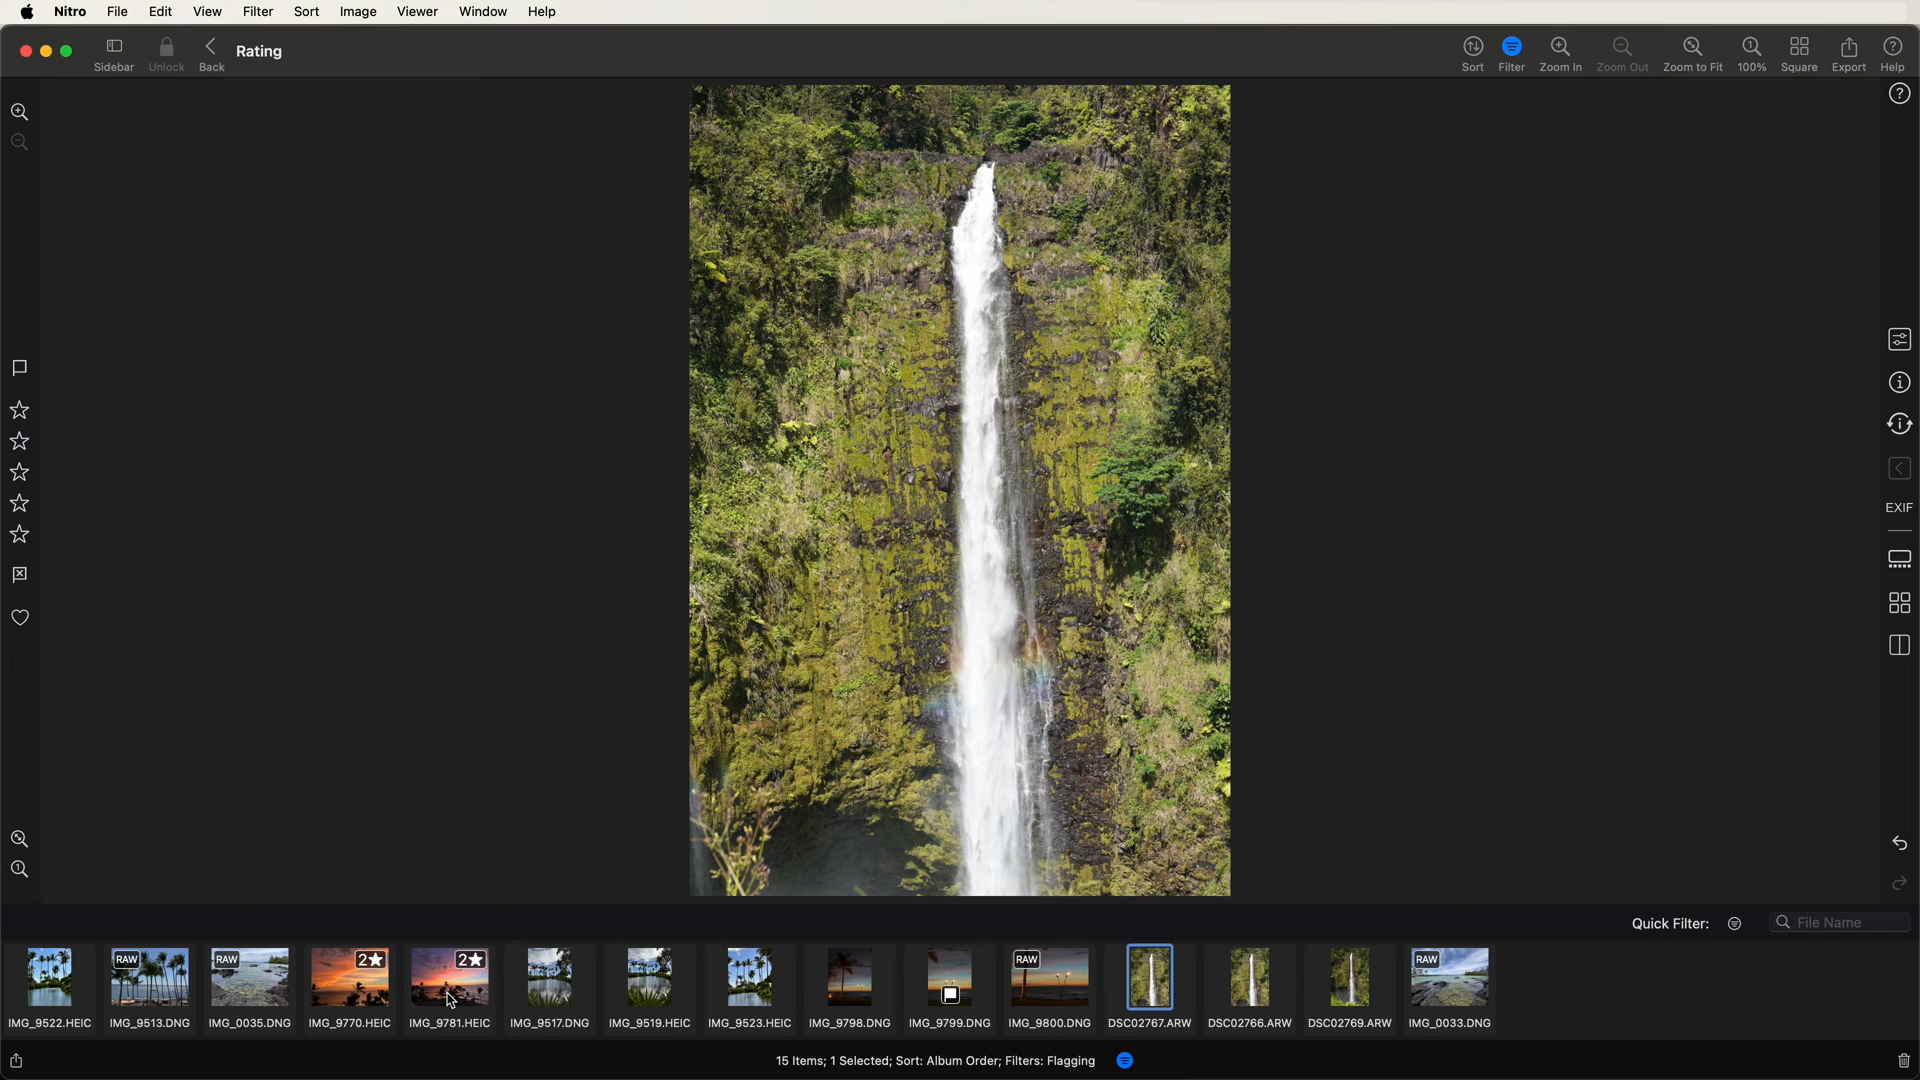 Nitro File Edit View Filter Sort Image Viewer Window Help
Sidebar Unlock Back Rating Sort Filter Zoom In Zoom Out Zoom to Fit 100% Square Export Help
EXIF
Quick Filter: File Name
RAW RAW 2★ 2★ RAW RAW
IMG_9522.HEIC IMG_9513.DNG IMG_0035.DNG IMG_9770.HEIC IMG_9781.HEIC IMG_9517.DNG IMG_9519.HEIC IMG_9523.HEIC IMG_9798.DNG IMG_9799.DNG IMG_9800.DNG DSC02767.ARW DSC02766.ARW DSC02769.ARW IMG_0033.DNG
15 Items; 1 Selected; Sort: Album Order; Filters: Flagging